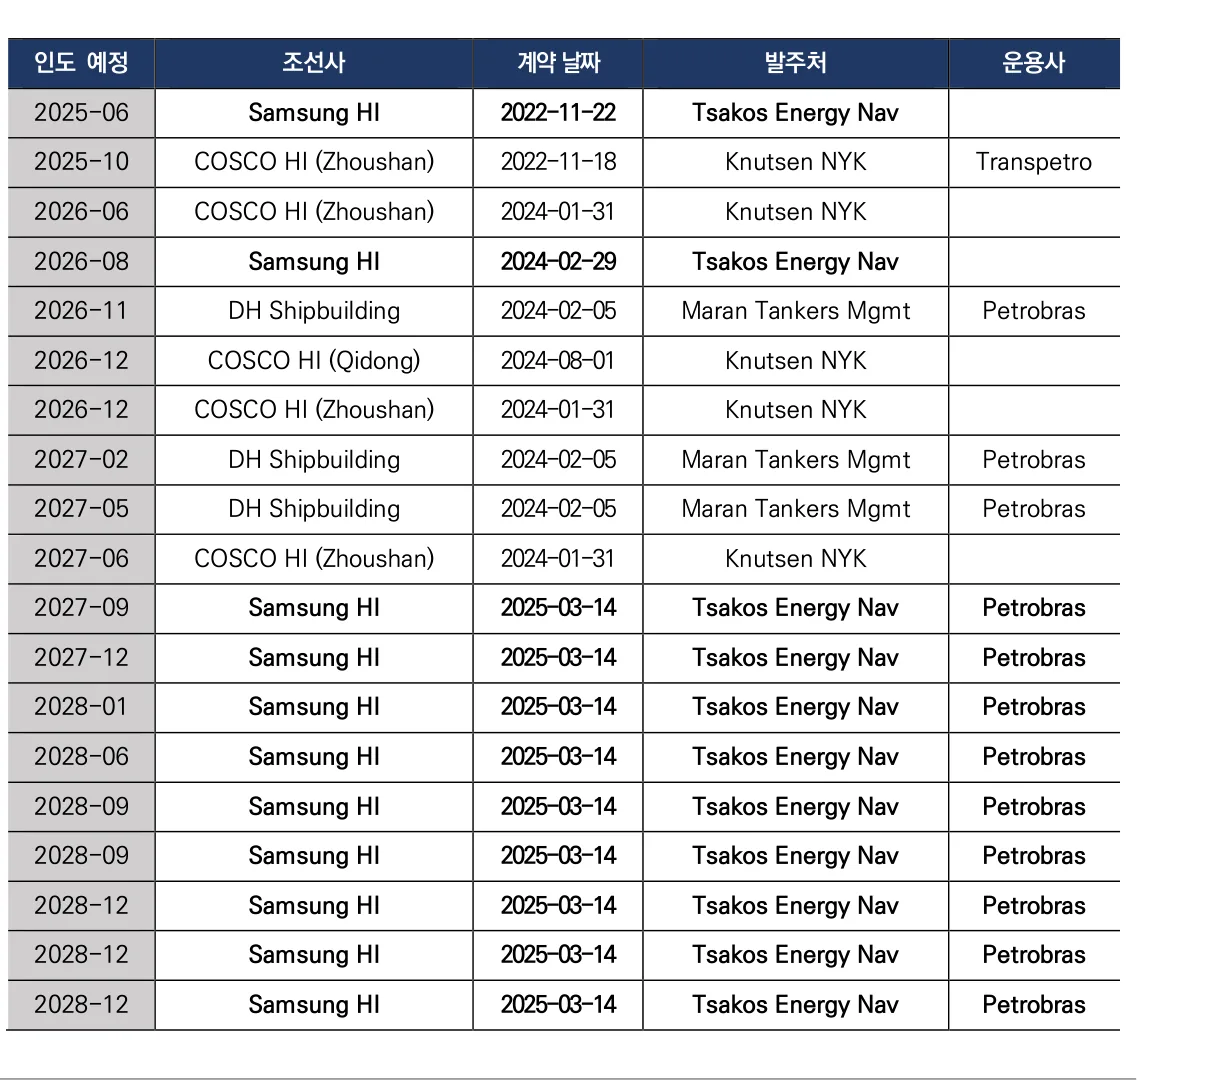 인도 예정 조선사 계약 날짜 발주처 운용사
2025-06 Samsung HI 2022-11-22 Tsakos Energy Nav
2025-10 COSCO HI (Zhoushan) 2022-11-18 Knutsen NYK Transpetro
2026-06 COSCO HI (Zhoushan) 2024-01-31 Knutsen NYK
2026-08 Samsung HI 2024-02-29 Tsakos Energy Nav
2026-11 DH Shipbuilding 2024-02-05 Maran Tankers Mgmt Petrobras
2026-12 COSCO HI (Qidong) 2024-08-01 Knutsen NYK
2026-12 COSCO HI (Zhoushan) 2024-01-31 Knutsen NYK
2027-02 DH Shipbuilding 2024-02-05 Maran Tankers Mgmt Petrobras
2027-05 DH Shipbuilding 2024-02-05 Maran Tankers Mgmt Petrobras
2027-06 COSCO HI (Zhoushan) 2024-01-31 Knutsen NYK
2027-09 Samsung HI 2025-03-14 Tsakos Energy Nav Petrobras
2027-12 Samsung HI 2025-03-14 Tsakos Energy Nav Petrobras
2028-01 Samsung HI 2025-03-14 Tsakos Energy Nav Petrobras
2028-06 Samsung HI 2025-03-14 Tsakos Energy Nav Petrobras
2028-09 Samsung HI 2025-03-14 Tsakos Energy Nav Petrobras
2028-09 Samsung HI 2025-03-14 Tsakos Energy Nav Petrobras
2028-12 Samsung HI 2025-03-14 Tsakos Energy Nav Petrobras
2028-12 Samsung HI 2025-03-14 Tsakos Energy Nav Petrobras
2028-12 Samsung HI 2025-03-14 Tsakos Energy Nav Petrobras